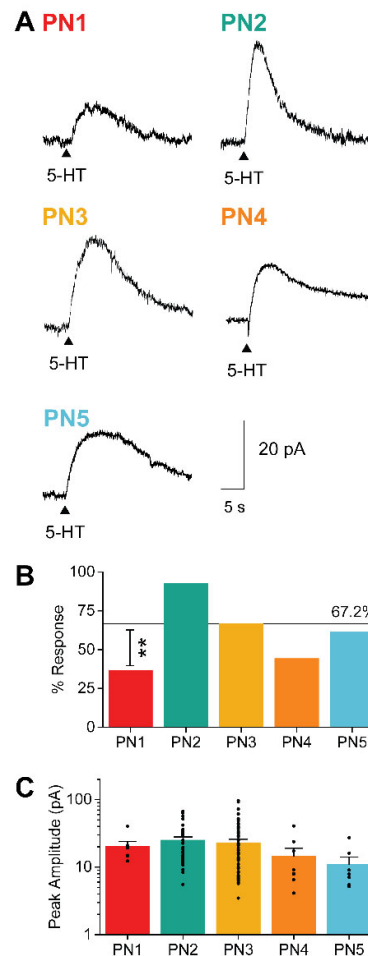 A
PN1 PN2
5-HT 5-HT
PN3 PN4
5-HT 5-HT
PN5
5-HT
20 pA
5 s
B
% Response
100
75
50
25
0
67.2%
**
PN1 PN2 PN3 PN4 PN5
C
Peak Amplitude (pA)
100
10
1
PN1 PN2 PN3 PN4 PN5